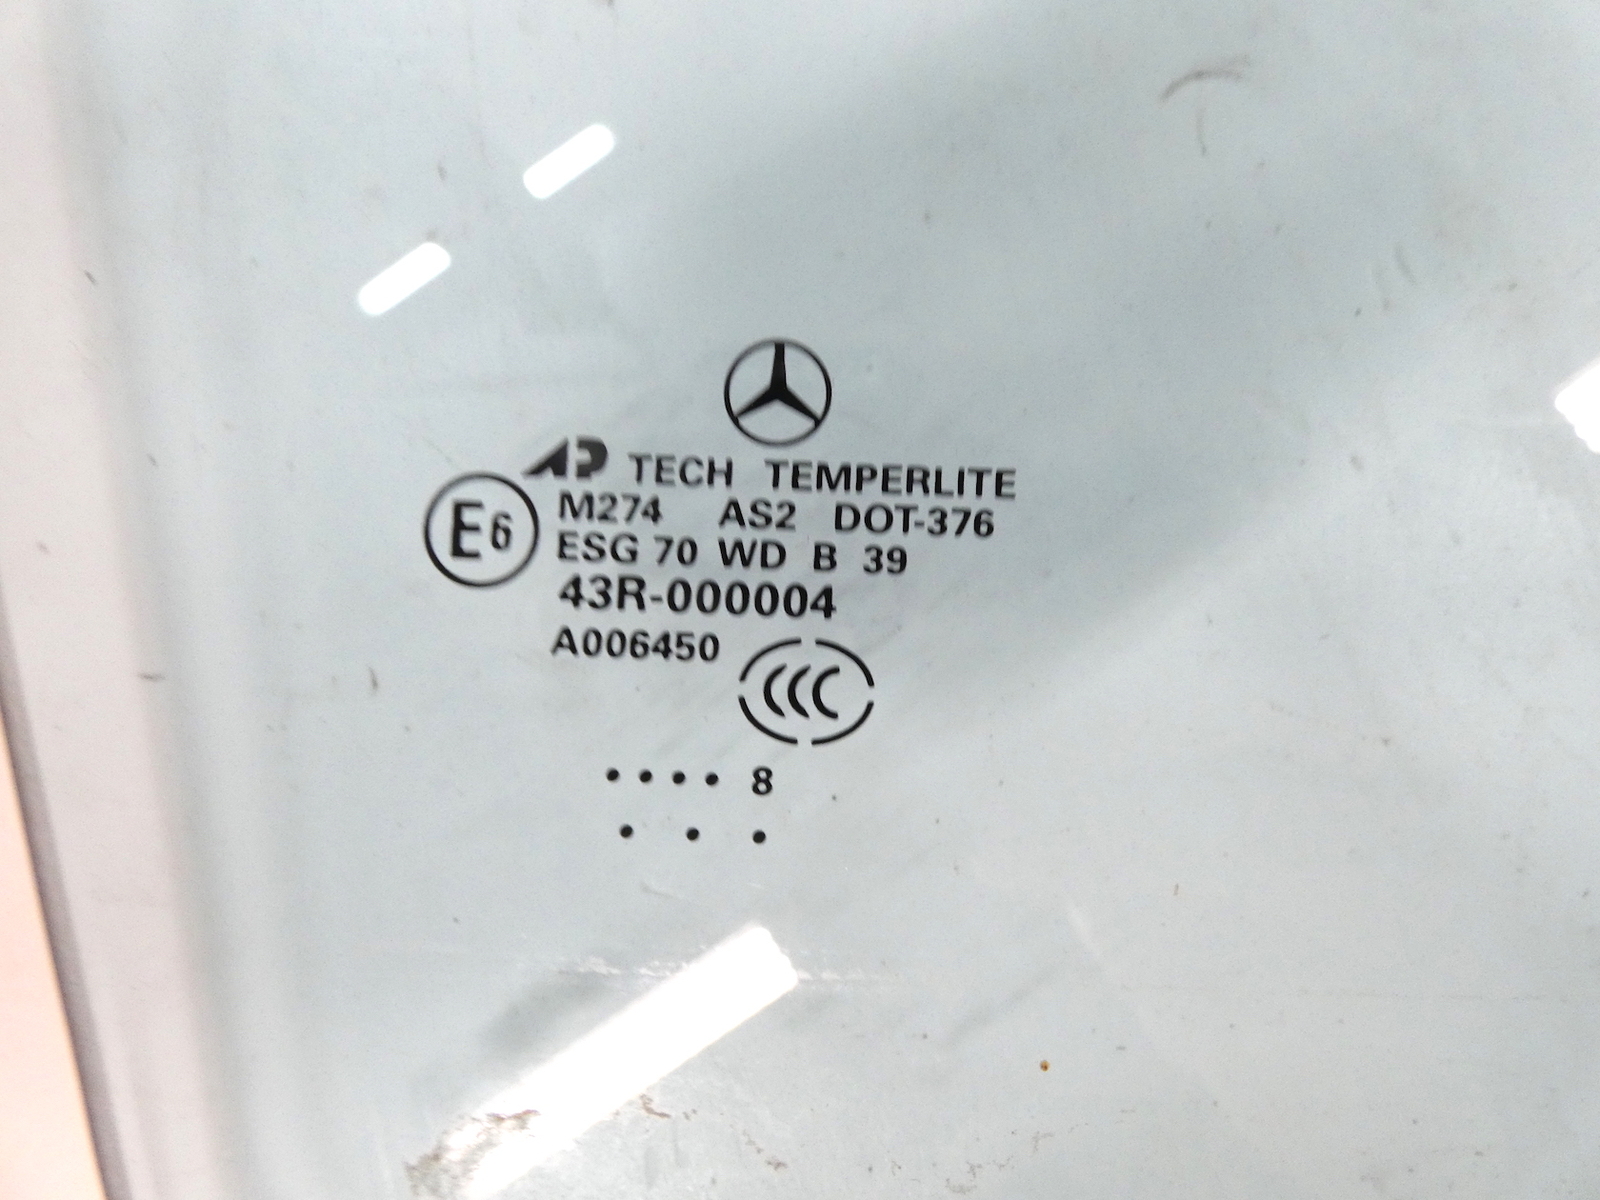 AP TECH TEMPERLITE
E6
M274 AS2 DOT-376
ESG 70 WD B 39
43R-000004
A006450
CCC
• • • • 8
• • •